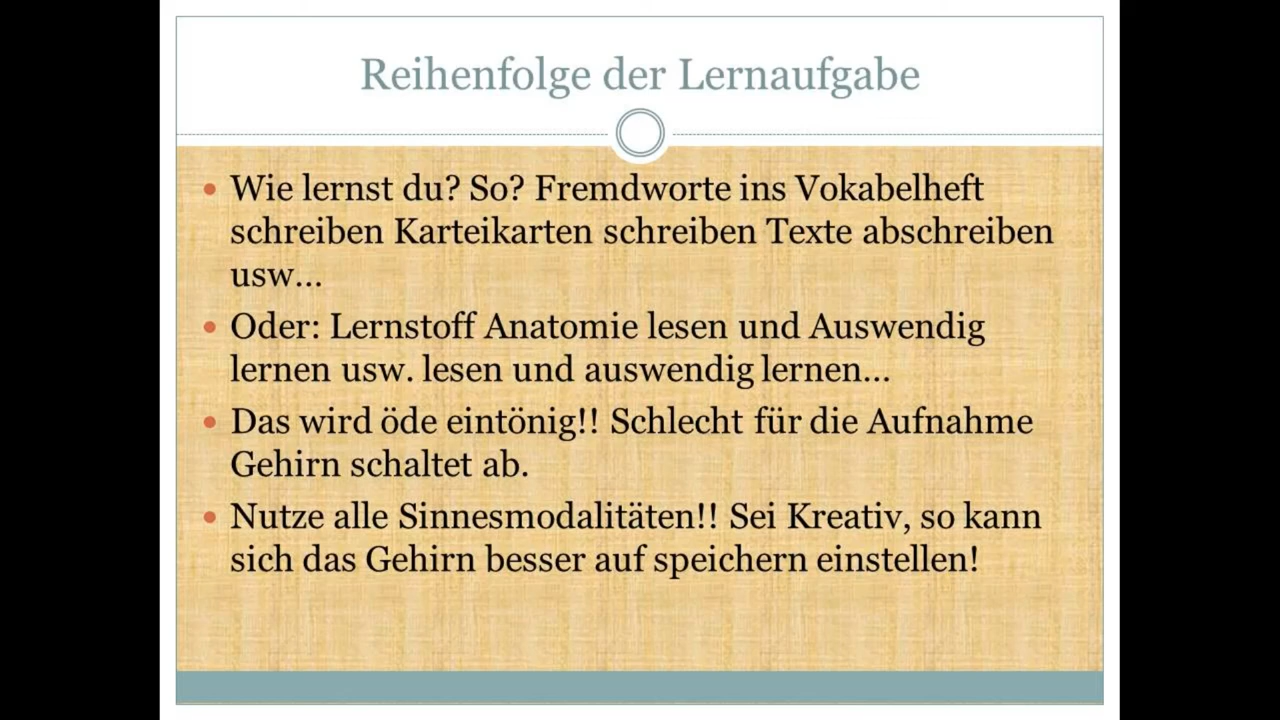 Reihenfolge der Lernaufgabe
• Wie lernst du? So? Fremdworte ins Vokabelheft
schreiben Karteikarten schreiben Texte abschreiben
usw...
• Oder: Lernstoff Anatomie lesen und Auswendig
lernen usw. lesen und auswendig lernen...
• Das wird öde eintönig!! Schlecht für die Aufnahme
Gehirn schaltet ab.
• Nutze alle Sinnesmodalitäten!! Sei Kreativ, so kann
sich das Gehirn besser auf speichern einstellen!